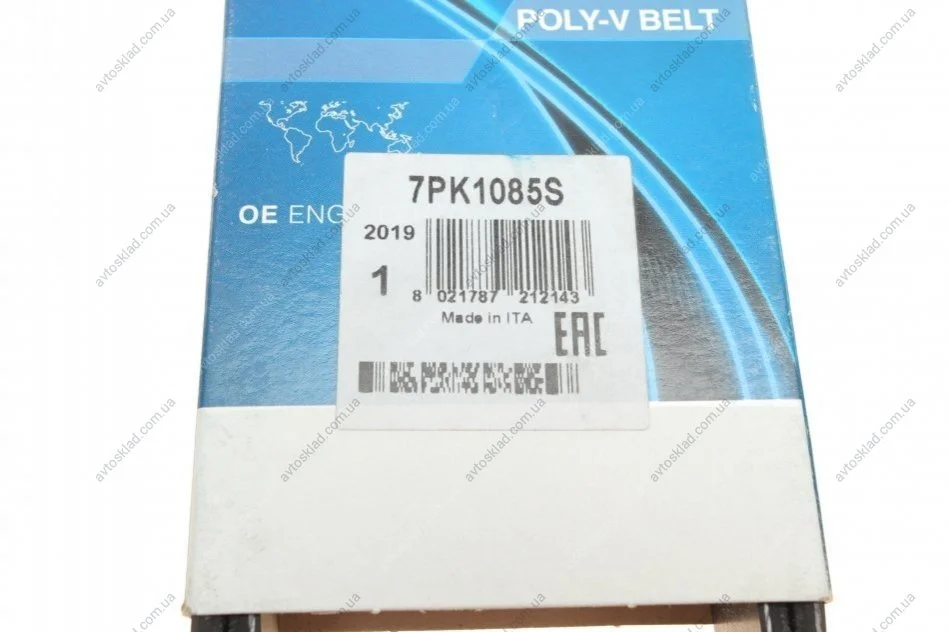 POLY-V BELT
7PK1085S
OE ENG
2019
1
8 021787 212143
Made in ITA
EAC
avtosklad.com.ua